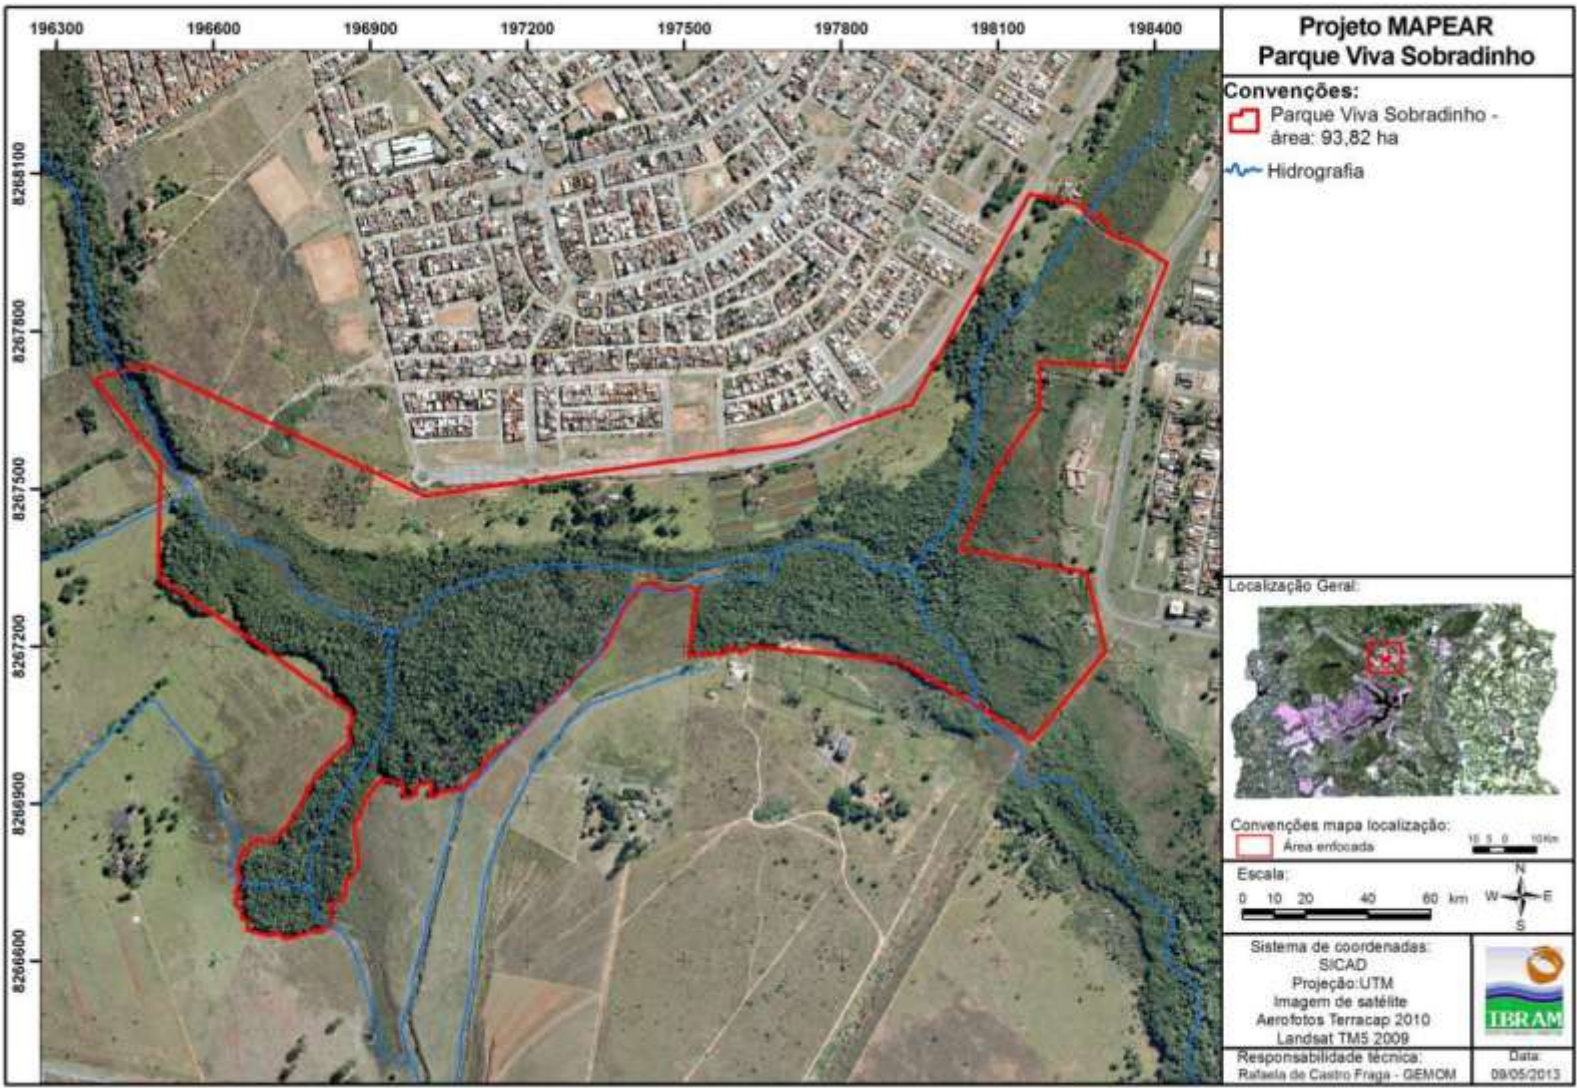 196300 196600 196900 197200 197500 197800 198100 198400
8268100
8267800
8267500
8267200
8266900
8266600
Projeto MAPEAR
Parque Viva Sobradinho
Convenções:
Parque Viva Sobradinho -
área: 93,82 ha
Hidrografia
Localização Geral:
Convenções mapa localização:
Área enfocada
10 5 0 10Km
Escala:
0 10 20 40 60 km
N
W E
S
Sistema de coordenadas:
SICAD
Projeção:UTM
Imagem de satélite
Aerofotos Terracap 2010
Landsat TM5 2009
IBRAM
Responsabilidade técnica:
Rafaela de Castro Fraga - GEMOM
Data:
09/05/2013